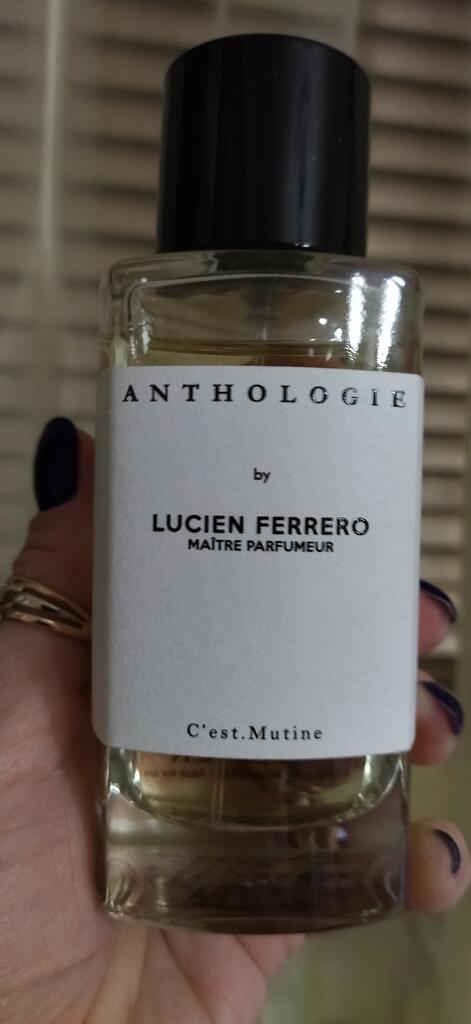 ANTHOLOGIE
by
LUCIEN FERRERO
MAÎTRE PARFUMEUR
C'est.Mutine